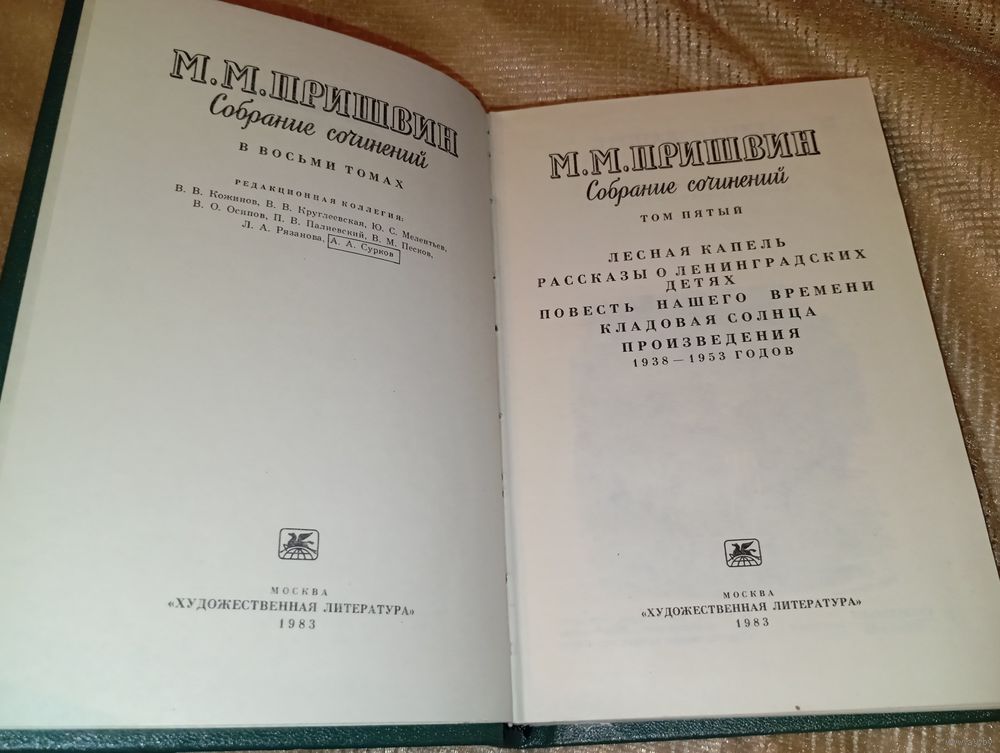 М.М.ПРИШВИН
Собрание сочинений
В ВОСЬМИ ТОМАХ
РЕДАКЦИОННАЯ КОЛЛЕГИЯ:
В. В. Кожинов, В. В. Круглеевская, Ю. С. Мелентьев,
В. О. Осипов, П. В. Палиевский, В. М. Песков,
Л. А. Рязанова, А. А. Сурков
МОСКВА
«ХУДОЖЕСТВЕННАЯ ЛИТЕРАТУРА»
1983
М.М.ПРИШВИН
Собрание сочинений
ТОМ ПЯТЫЙ
ЛЕСНАЯ КАПЕЛЬ
РАССКАЗЫ О ЛЕНИНГРАДСКИХ
ДЕТЯХ
ПОВЕСТЬ НАШЕГО ВРЕМЕНИ
КЛАДОВАЯ СОЛНЦА
ПРОИЗВЕДЕНИЯ
1938 — 1953 ГОДОВ
МОСКВА
«ХУДОЖЕСТВЕННАЯ ЛИТЕРАТУРА»
1983